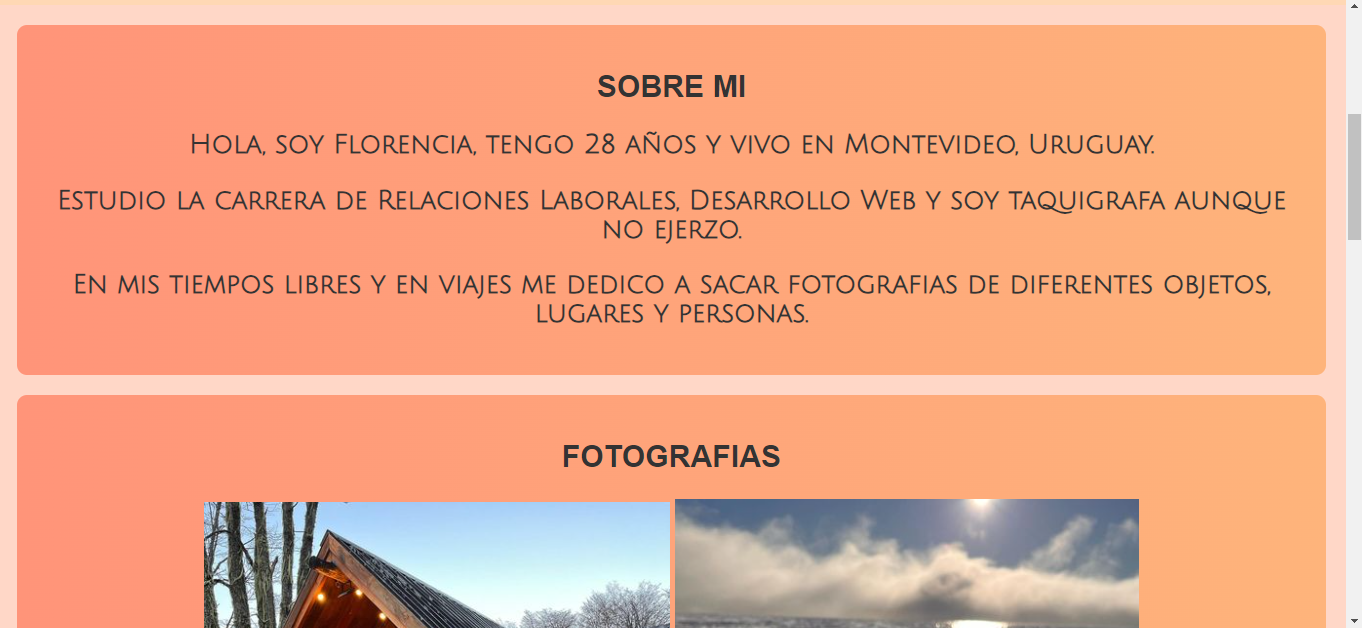 SOBRE MI
Hola, soy Florencia, tengo 28 años y vivo en Montevideo, Uruguay.
Estudio la carrera de Relaciones Laborales, Desarrollo Web y soy taquigrafa aunque
no ejerzo.
En mis tiempos libres y en viajes me dedico a sacar fotografias de diferentes objetos,
lugares y personas.
FOTOGRAFIAS